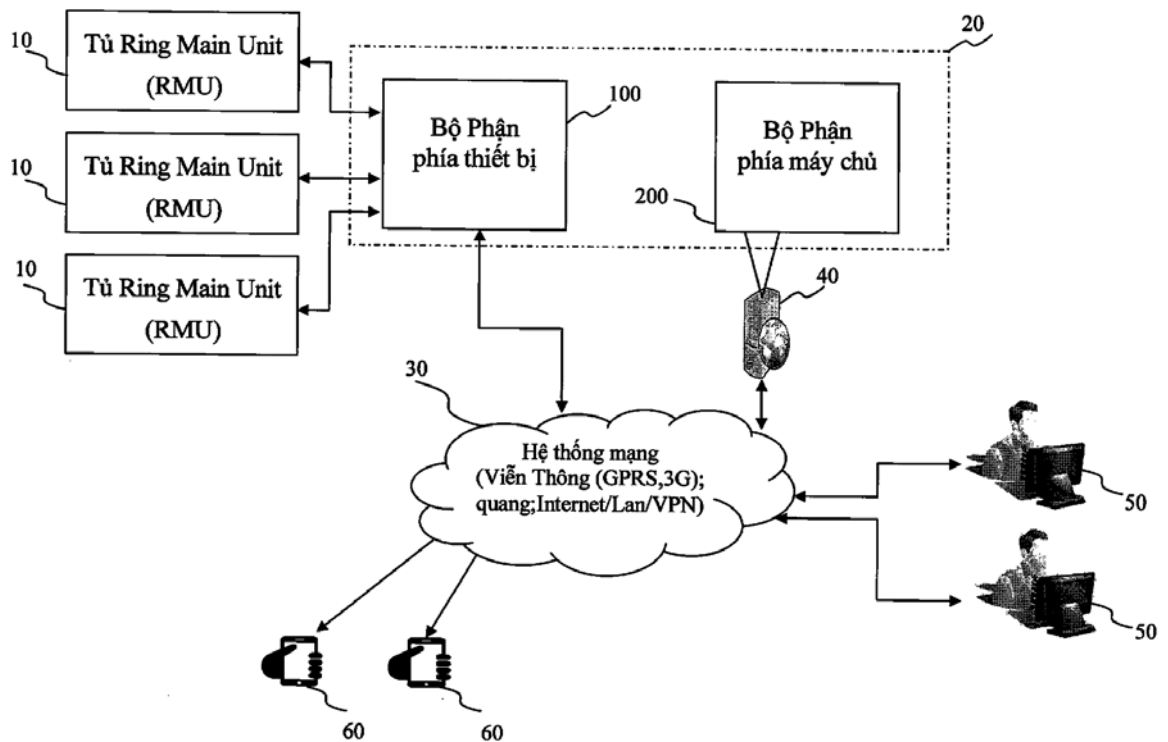 10
Tủ Ring Main Unit
(RMU)
10
Tủ Ring Main Unit
(RMU)
10
Tủ Ring Main Unit
(RMU)
20
Bộ Phận
phía thiết bị
100
Bộ Phận
phía máy chủ
200
40
30
Hệ thống mạng
(Viễn Thông (GPRS,3G);
quang;Internet/Lan/VPN)
50
50
60
60